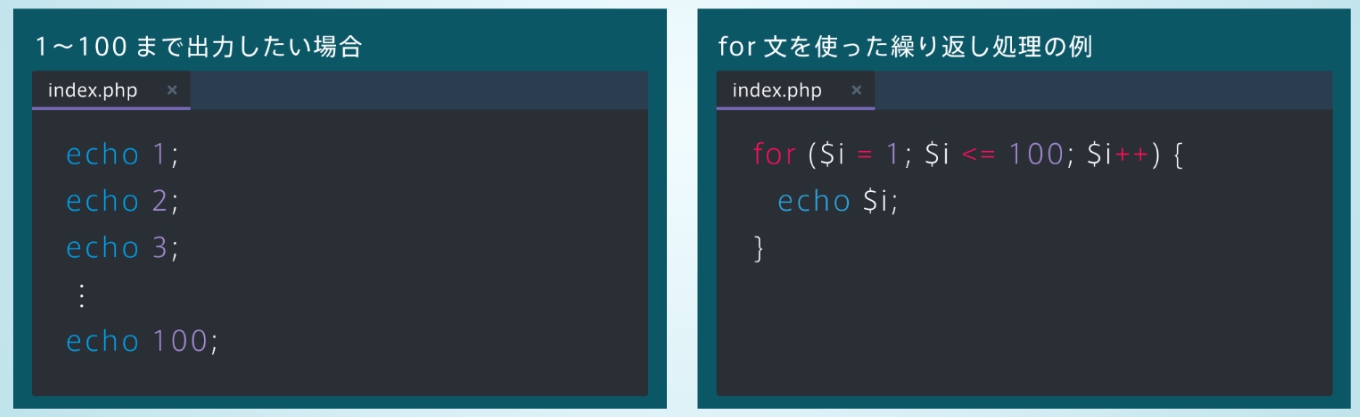 1〜100 まで出力したい場合
index.php ×
echo 1;
echo 2;
echo 3;
⋮
echo 100;
for 文を使った繰り返し処理の例
index.php ×
for ($i = 1; $i <= 100; $i++) {
echo $i;
}